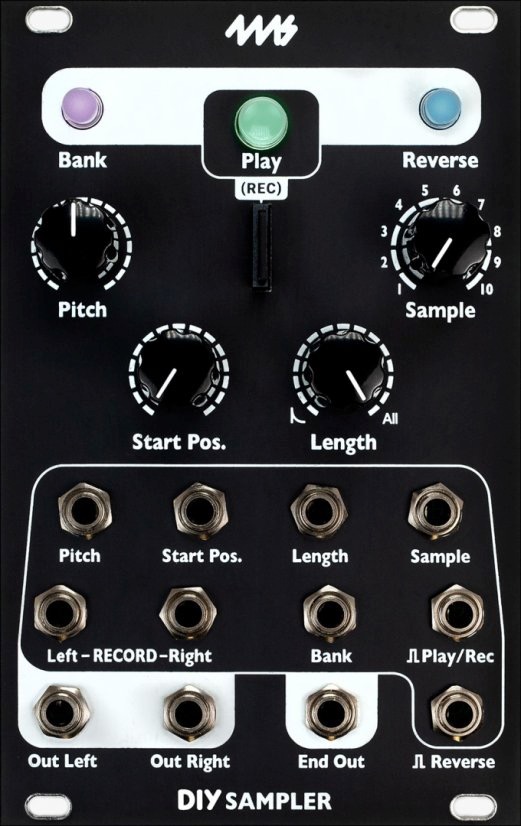 4ms
Bank
Play
Reverse
(REC)
1 2 3 4 5 6 7 8 9 10
Pitch
Sample
Start Pos.
Length
All
Pitch
Start Pos.
Length
Sample
Left – RECORD – Right
Bank
Play/Rec
Out Left
Out Right
End Out
Reverse
DIY SAMPLER